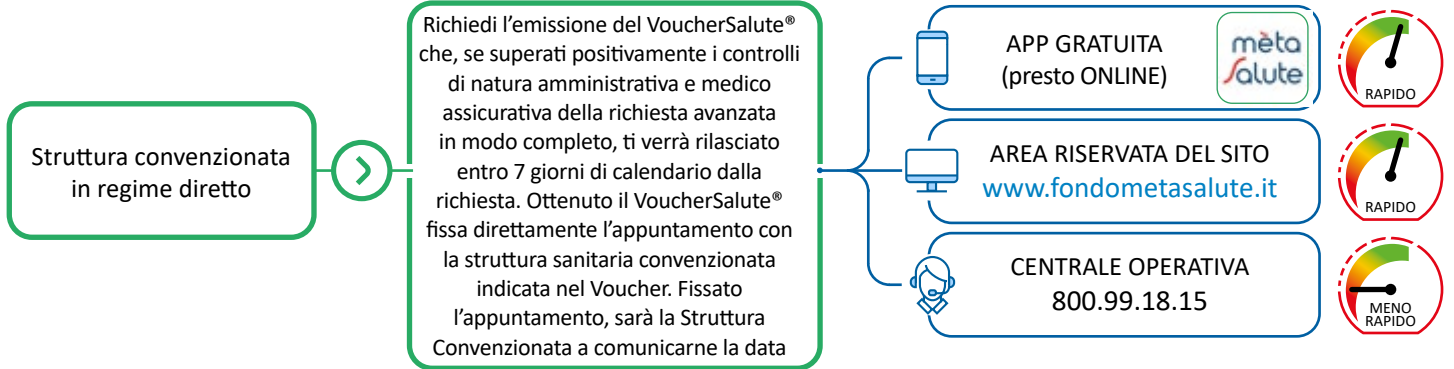 Struttura convenzionata
in regime diretto
Richiedi l’emissione del VoucherSalute®
che, se superati positivamente i controlli
di natura amministrativa e medico
assicurativa della richiesta avanzata
in modo completo, ti verrà rilasciato
entro 7 giorni di calendario dalla
richiesta. Ottenuto il VoucherSalute®
fissa direttamente l’appuntamento con
la struttura sanitaria convenzionata
indicata nel Voucher. Fissato
l’appuntamento, sarà la Struttura
Convenzionata a comunicarne la data
APP GRATUITA
(presto ONLINE)
mèta
Salute
RAPIDO
AREA RISERVATA DEL SITO
www.fondometasalute.it
RAPIDO
CENTRALE OPERATIVA
800.99.18.15
MENO
RAPIDO